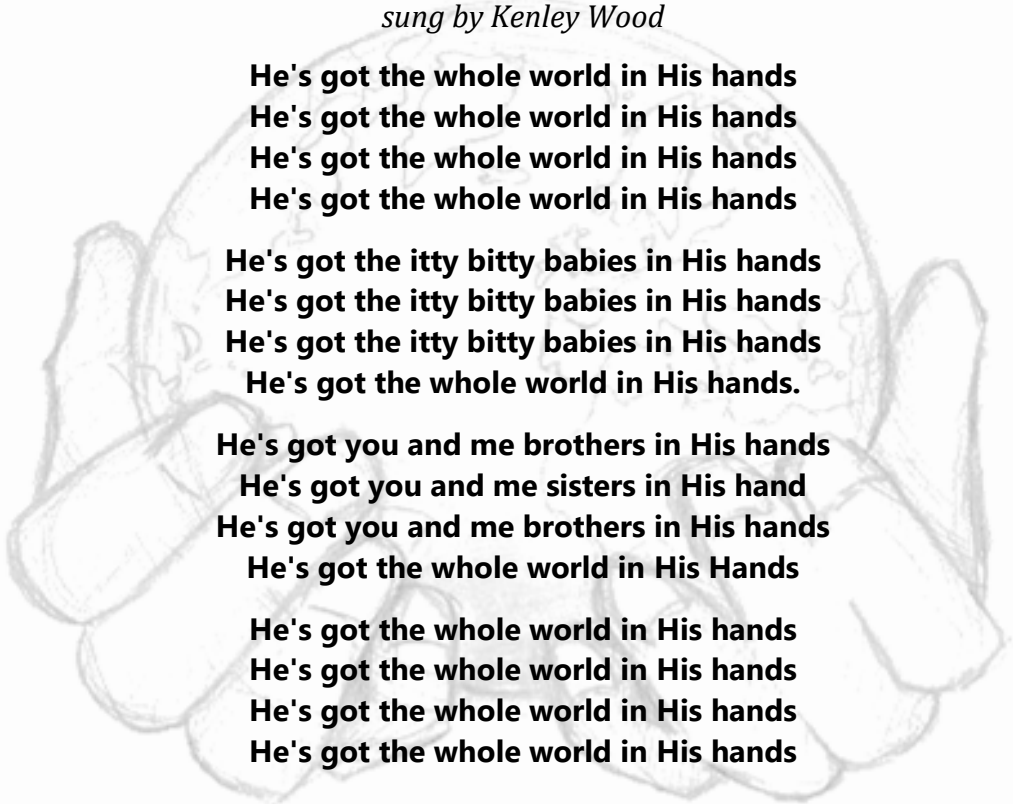 sung by Kenley Wood
He's got the whole world in His hands
He's got the whole world in His hands
He's got the whole world in His hands
He's got the whole world in His hands
He's got the itty bitty babies in His hands
He's got the itty bitty babies in His hands
He's got the itty bitty babies in His hands
He's got the whole world in His hands.
He's got you and me brothers in His hands
He's got you and me sisters in His hand
He's got you and me brothers in His hands
He's got the whole world in His Hands
He's got the whole world in His hands
He's got the whole world in His hands
He's got the whole world in His hands
He's got the whole world in His hands